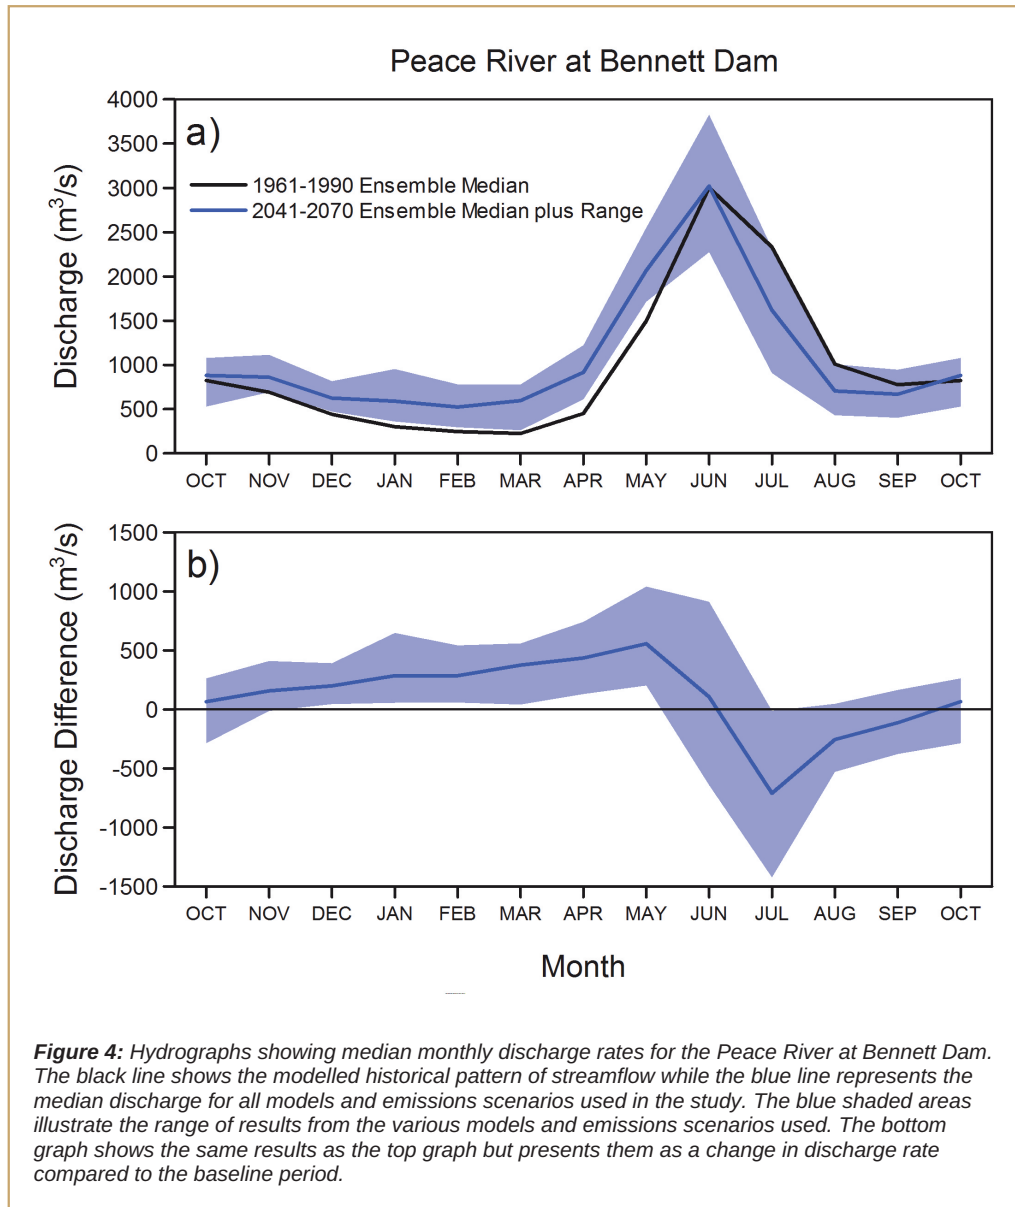 Peace River at Bennett Dam
4000
3500
3000
2500
2000
1500
1000
500
0
Discharge (m³/s)
a)
1961-1990 Ensemble Median
2041-2070 Ensemble Median plus Range
OCT NOV DEC JAN FEB MAR APR MAY JUN JUL AUG SEP OCT
1500
1000
500
0
-500
-1000
-1500
Discharge Difference (m³/s)
b)
OCT NOV DEC JAN FEB MAR APR MAY JUN JUL AUG SEP OCT
Month
Figure 4: Hydrographs showing median monthly discharge rates for the Peace River at Bennett Dam.
The black line shows the modelled historical pattern of streamflow while the blue line represents the
median discharge for all models and emissions scenarios used in the study. The blue shaded areas
illustrate the range of results from the various models and emissions scenarios used. The bottom
graph shows the same results as the top graph but presents them as a change in discharge rate
compared to the baseline period.